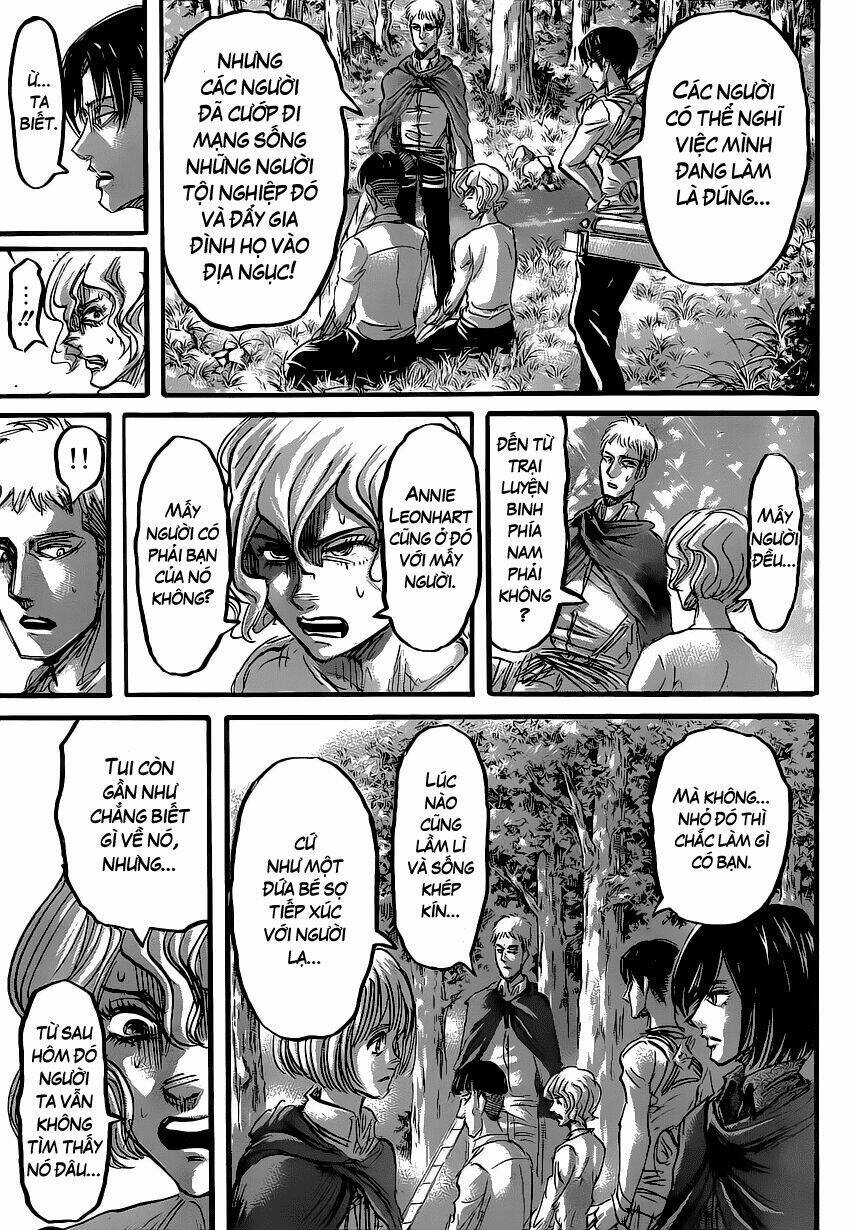 CÁC NGƯỜI
CÓ THỂ NGHĨ
VIỆC MÌNH
ĐANG LÀM
LÀ ĐÚNG...
NHƯNG
CÁC NGƯỜI
ĐÃ CƯỚP ĐI
MẠNG SỐNG
NHỮNG NGƯỜI
TỘI NGHIỆP ĐÓ
VÀ ĐẨY GIA
ĐÌNH HỌ VÀO
ĐỊA NGỤC!
Ừ...
TA
BIẾT.
...!!
MẤY
NGƯỜI
ĐỀU...
ĐẾN TỪ
TRẠI
LUYỆN
BINH
PHÍA
NAM
PHẢI
KHÔNG?
ANNIE
LEONHART
CŨNG Ở ĐÓ
VỚI MẤY
NGƯỜI.
MẤY
NGƯỜI CÓ
PHẢI BẠN
CỦA NÓ
KHÔNG?
!!
MÀ KHÔNG...
NHỎ ĐÓ THÌ
CHẮC LÀM GÌ
CÓ BẠN.
LÚC
NÀO
CŨNG
LẦM LÌ
VÀ SỐNG
KHÉP
KÍN...
CỨ
NHƯ MỘT
ĐỨA BÉ SỢ
TIẾP XÚC
VỚI NGƯỜI
LẠ...
TUI CÒN
GẦN NHƯ
CHẲNG BIẾT
GÌ VỀ NÓ,
NHƯNG...
TỪ SAU
HÔM ĐÓ
NGƯỜI
TA VẪN
KHÔNG
TÌM THẤY
NÓ ĐÂU...